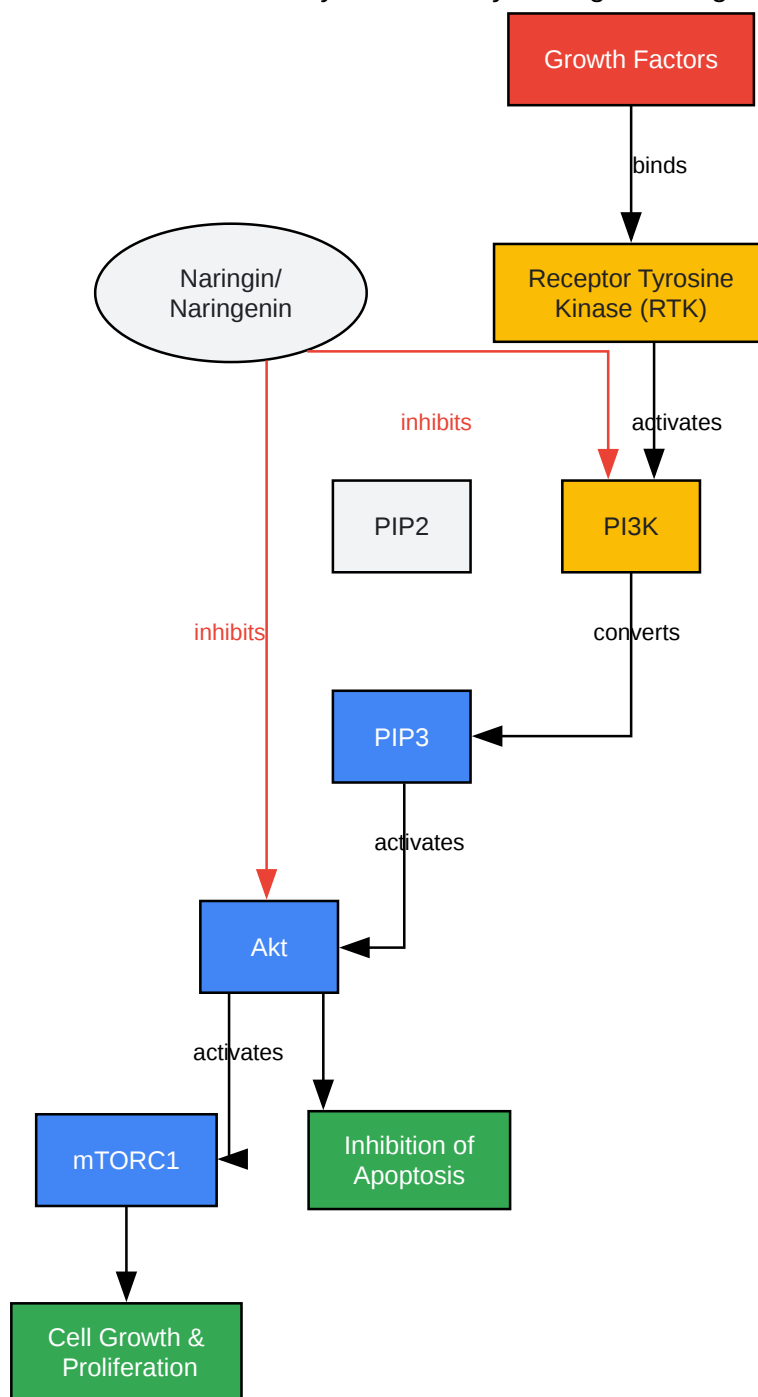 Growth Factors
binds
Naringin/
Naringenin
Receptor Tyrosine
Kinase (RTK)
inhibits
activates
PIP2
PI3K
inhibits
converts
PIP3
activates
Akt
activates
mTORC1
Inhibition of
Apoptosis
Cell Growth &
Proliferation